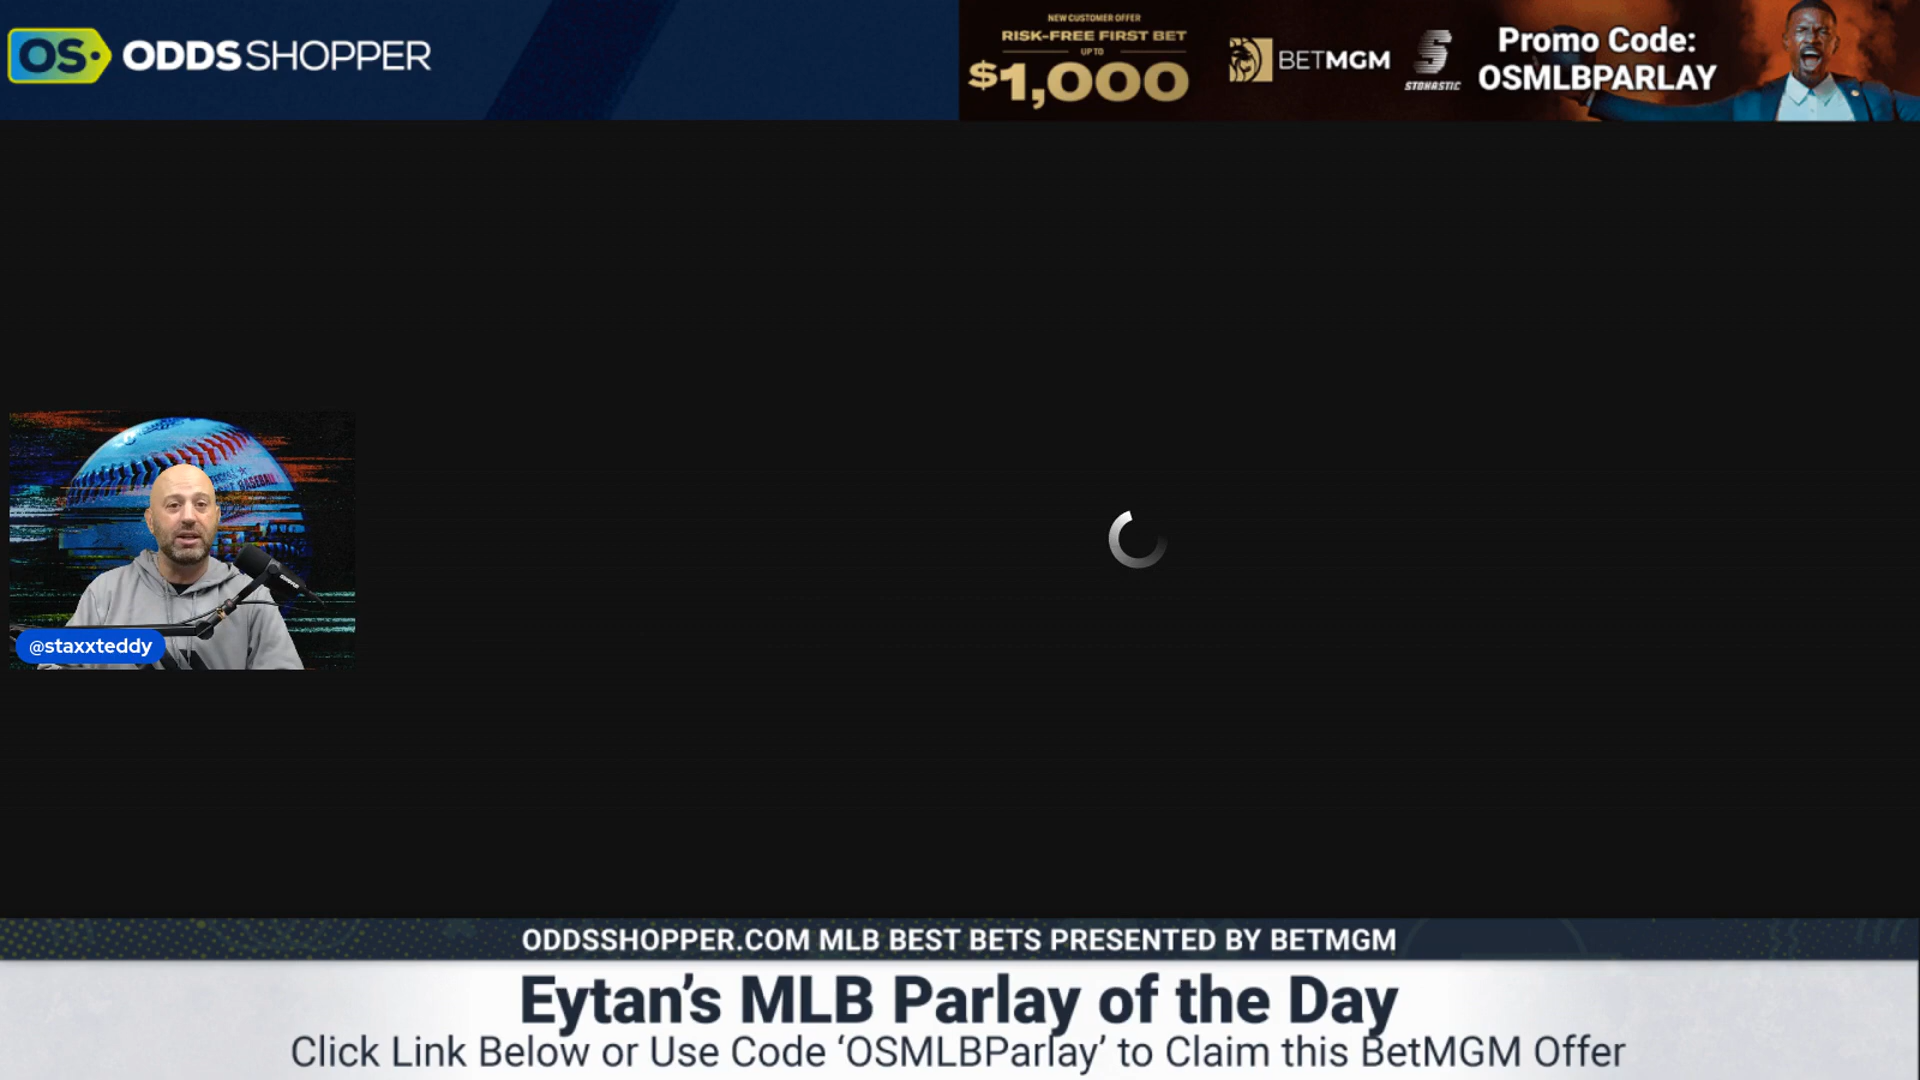 OS.
ODDSSHOPPER
NEW CUSTOMER OFFER
RISK-FREE FIRST BET
UP TO
$1,000
BETMGM
STOKASTIC
Promo Code:
OSMLBPARLAY
BASEBALL
@staxxteddy
ODDSSHOPPER.COM MLB BEST BETS PRESENTED BY BETMGM
Eytan's MLB Parlay of the Day
Click Link Below or Use Code ‘OSMLBParlay’ to Claim this BetMGM Offer